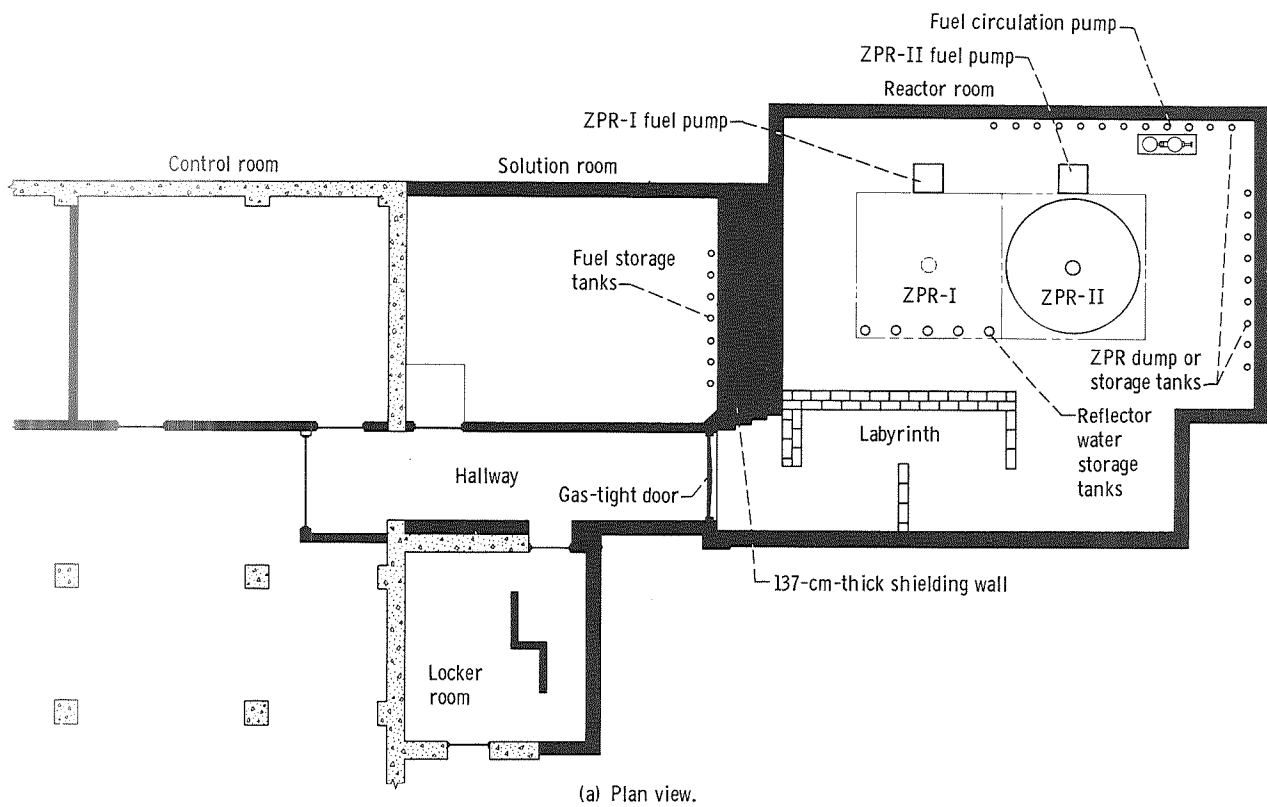 Fuel circulation pump
ZPR-II fuel pump
Reactor room
ZPR-I fuel pump
Control room
Solution room
Fuel storage
tanks
ZPR-I
ZPR-II
ZPR dump or
storage tanks
Reflector
water
storage
tanks
Labyrinth
Hallway
Gas-tight door
137-cm-thick shielding wall
Locker
room
(a) Plan view.